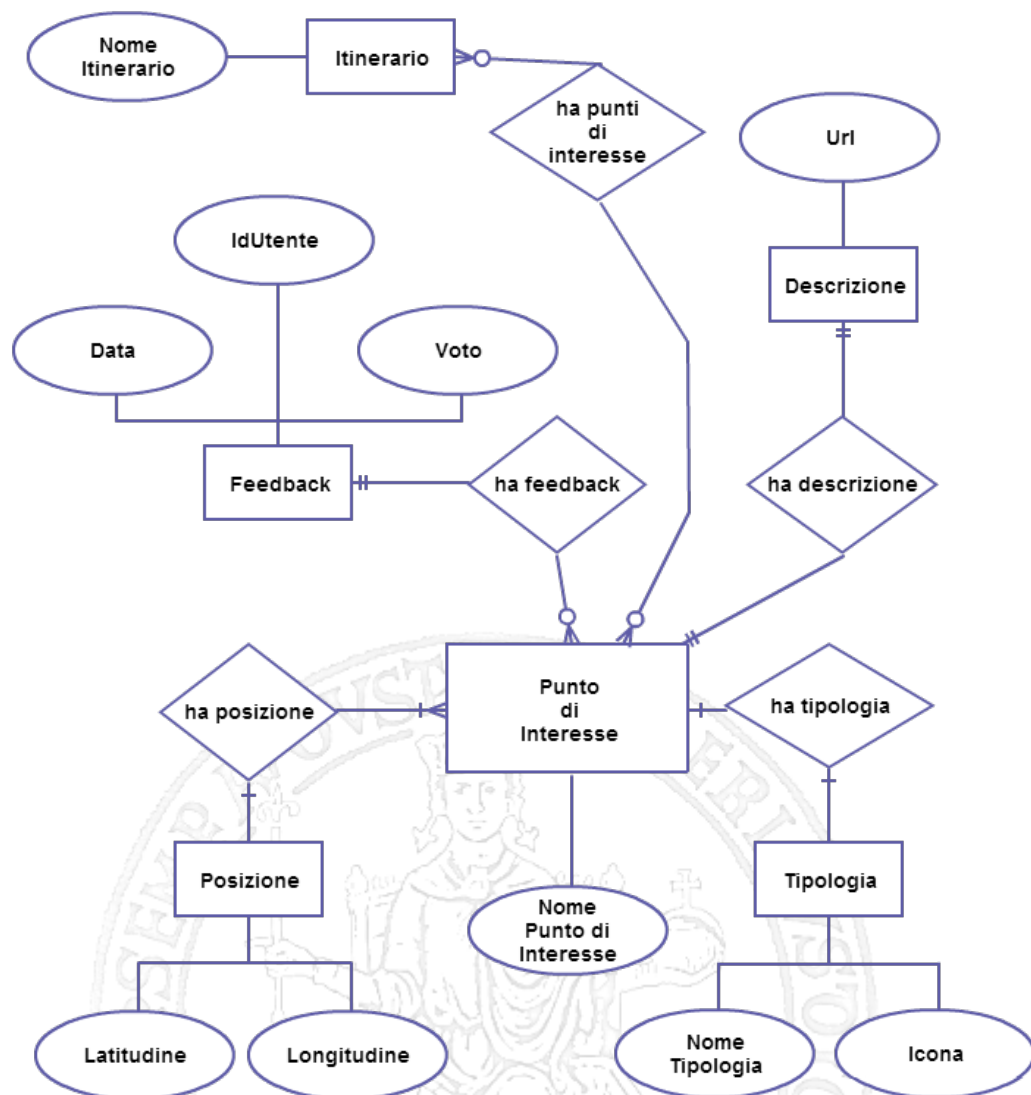 Nome
Itinerario
Itinerario
ha punti
di
interesse
Url
IdUtente
Descrizione
Data
Voto
Feedback
ha feedback
ha descrizione
ha posizione
Punto
di
Interesse
ha tipologia
Posizione
Tipologia
Nome
Punto di
Interesse
Latitudine
Longitudine
Nome
Tipologia
Icona